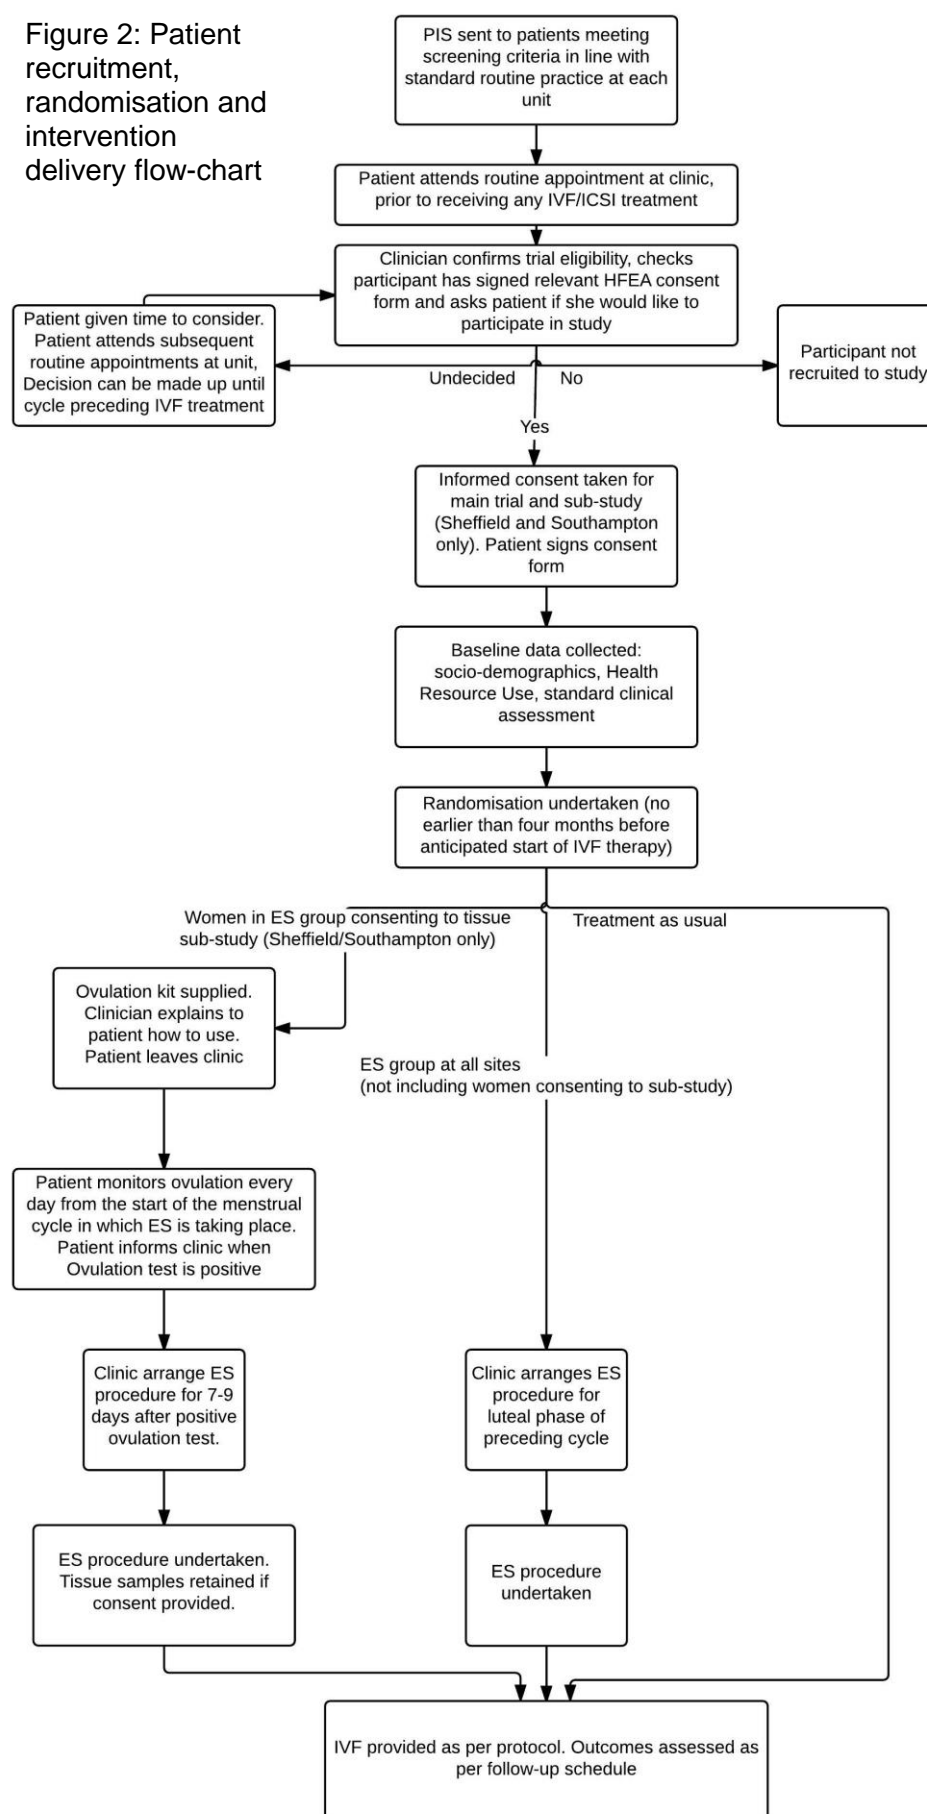 Figure 2: Patient
recruitment,
randomisation and
intervention
delivery flow-chart
PIS sent to patients meeting
screening criteria in line with
standard routine practice at each
unit
Patient attends routine appointment at clinic,
prior to receiving any IVF/ICSI treatment
Clinician confirms trial eligibility, checks
participant has signed relevant HFEA consent
form and asks patient if she would like to
participate in study
Patient given time to consider.
Patient attends subsequent
routine appointments at unit,
Decision can be made up until
cycle preceding IVF treatment
Undecided
No
Participant not
recruited to study
Yes
Informed consent taken for
main trial and sub-study
(Sheffield and Southampton
only). Patient signs consent
form
Baseline data collected:
socio-demographics, Health
Resource Use, standard clinical
assessment
Randomisation undertaken (no
earlier than four months before
anticipated start of IVF therapy)
Women in ES group consenting to tissue
sub-study (Sheffield/Southampton only)
Treatment as usual
Ovulation kit supplied.
Clinician explains to
patient how to use.
Patient leaves clinic
ES group at all sites
(not including women consenting to sub-study)
Patient monitors ovulation every
day from the start of the menstrual
cycle in which ES is taking place.
Patient informs clinic when
Ovulation test is positive
Clinic arrange ES
procedure for 7-9
days after positive
ovulation test.
Clinic arranges ES
procedure for
luteal phase of
preceding cycle
ES procedure undertaken.
Tissue samples retained if
consent provided.
ES procedure
undertaken
IVF provided as per protocol. Outcomes assessed as
per follow-up schedule